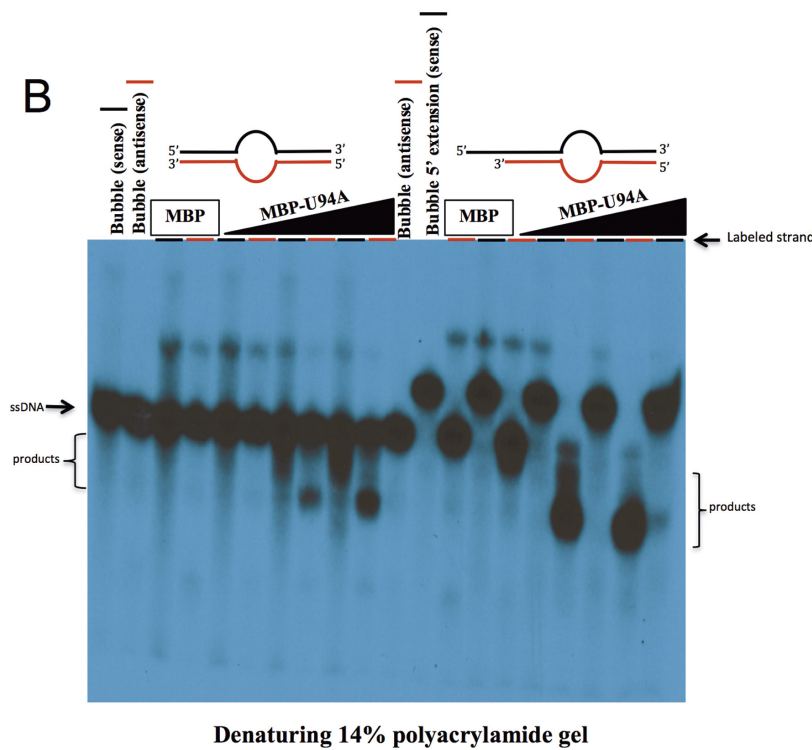 B
Bubble (sense)
Bubble (antisense)
5’ 3’
3’ 5’
MBP
MBP-U94A
Bubble (antisense)
Bubble 5’ extension (sense)
5’ 3’
3’ 5’
MBP
MBP-U94A
Labeled strand
ssDNA
products
products
Denaturing 14% polyacrylamide gel